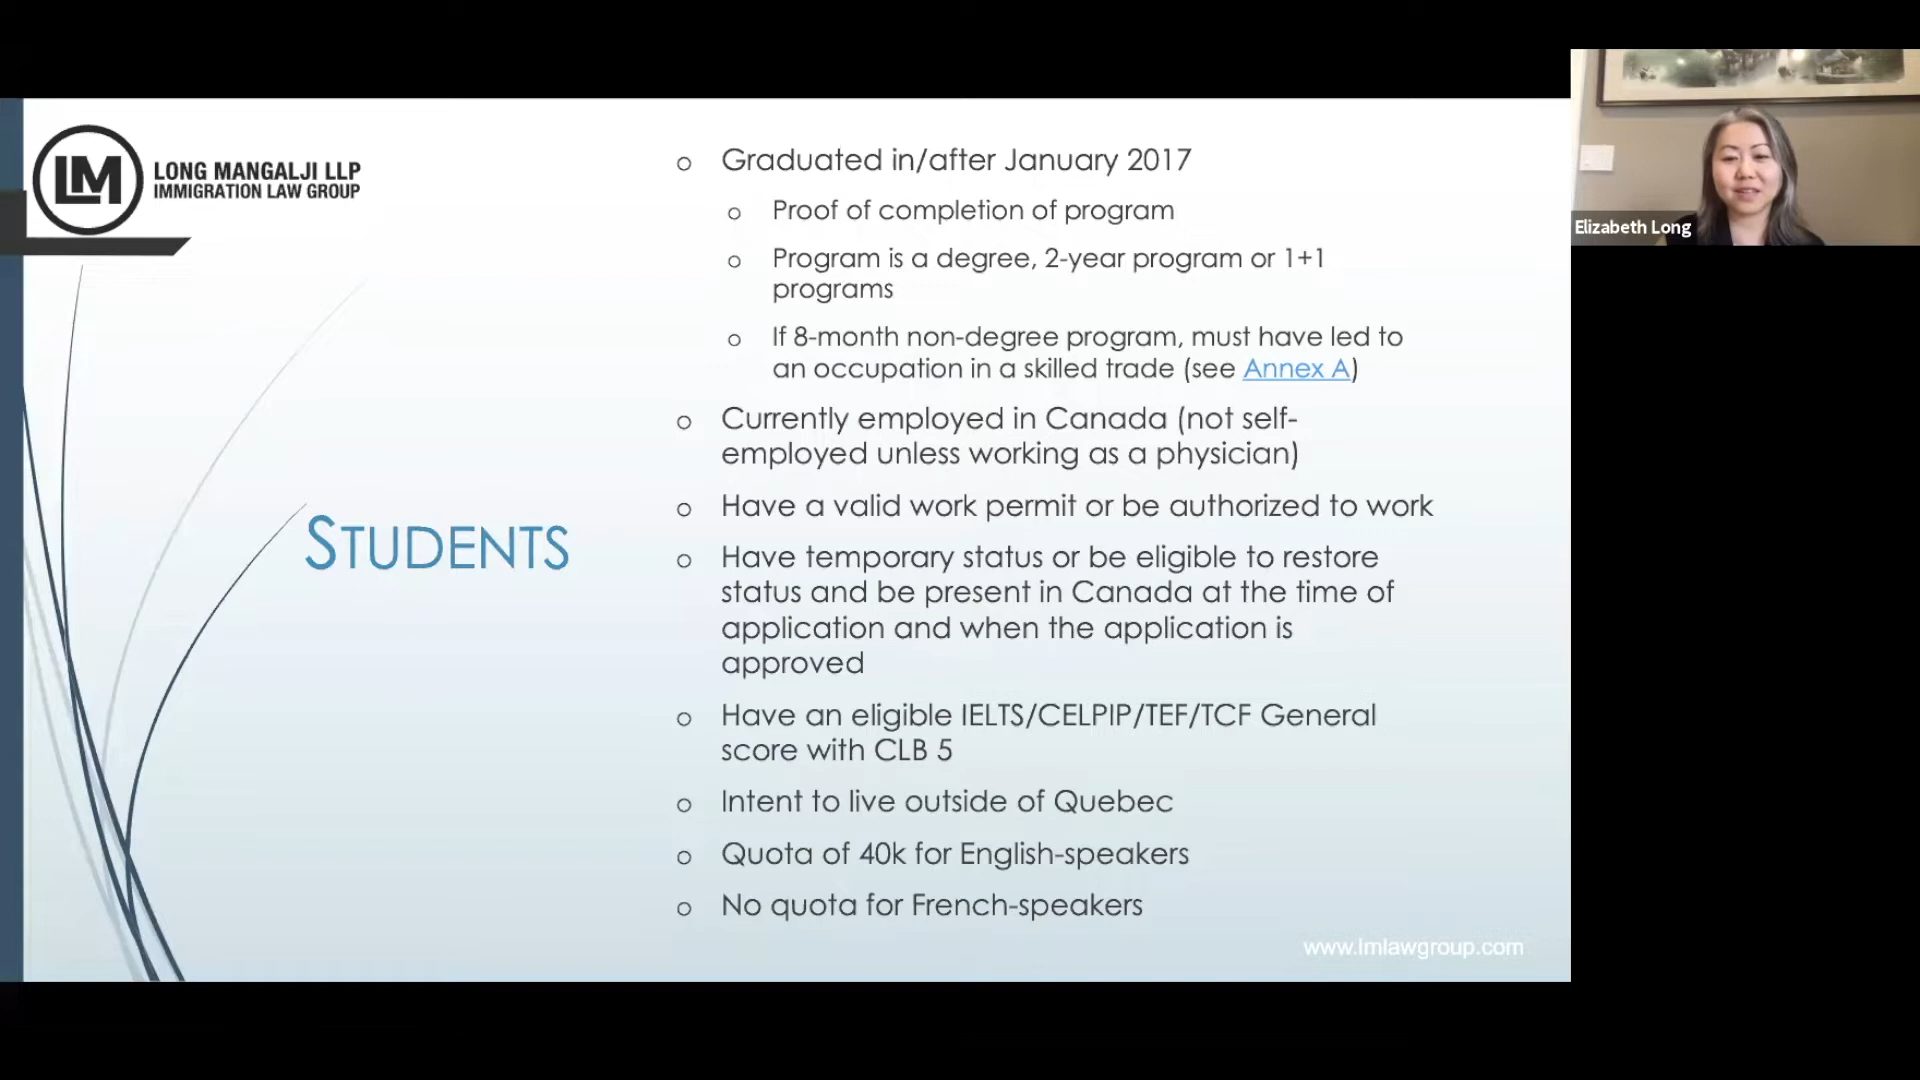 LM
LONG MANGALJI LLP
IMMIGRATION LAW GROUP
STUDENTS
o Graduated in/after January 2017
o Proof of completion of program
o Program is a degree, 2-year program or 1+1
programs
o If 8-month non-degree program, must have led to
an occupation in a skilled trade (see Annex A)
o Currently employed in Canada (not self-
employed unless working as a physician)
o Have a valid work permit or be authorized to work
o Have temporary status or be eligible to restore
status and be present in Canada at the time of
application and when the application is
approved
o Have an eligible IELTS/CELPIP/TEF/TCF General
score with CLB 5
o Intent to live outside of Quebec
o Quota of 40k for English-speakers
o No quota for French-speakers
www.lmlawgroup.com
Elizabeth Long